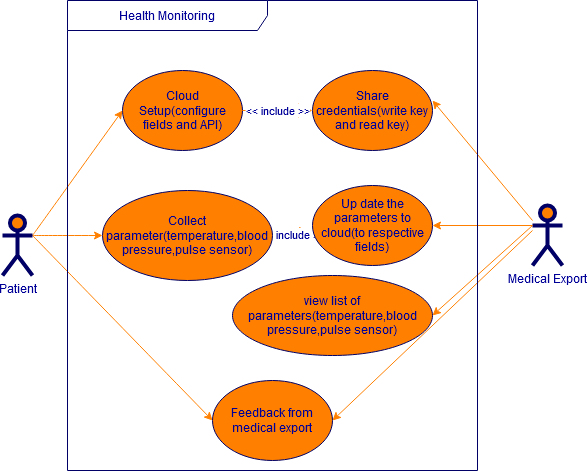 Health Monitoring
Cloud
Setup(configure
fields and API)
<< include >>
Share
credentials(write key
and read key)
Collect
parameter(temperature,blood
pressure,pulse sensor)
include :
Up date the
parameters to
cloud(to respective
fields)
Patient
Medical Export
view list of
parameters(temperature,blood
pressure,pulse sensor)
Feedback from
medical export